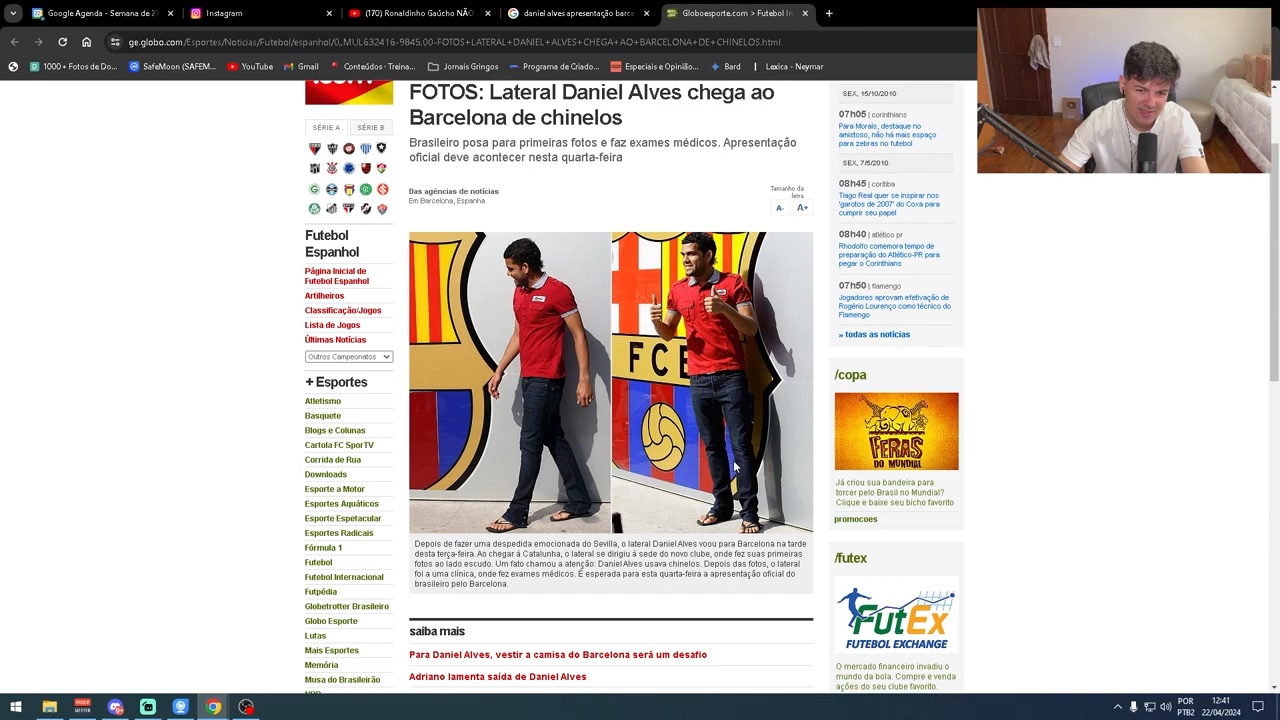 Semana de 21
Instagram
(170)
Ronaldo Gaúcho
daniel alves apresentação barc
Globoesporte.com > Futebol Int
ge.globo.com/Esportes/Noticias/Futebol/espanhol/0,,MUL632416-9845,00-FOTOS+LATERAL+DANIEL+ALVES+CHEGA+AO+BARCELONA+DE+CHINELOS.html
1000+ Fotos de Do...
SafeMoon (SAFEM...
YouTube
Gmail
Conteúdos - Treina...
Jornais Gringos
Programa de Criado...
Especiais e Opinião...
Bard
Lexica - Neymar
FOTOS: Lateral Daniel Alves chega ao
Barcelona de chinelos
Brasileiro posa para primeiras fotos e faz exames médicos. Apresentação
oficial deve acontecer nesta quarta-feira
Das agências de notícias
Em Barcelona, Espanha
Tamanho da
letra
A-
A+
SÉRIE A
SÉRIE B
Futebol
Espanhol
Página Inicial de
Futebol Espanhol
Artilheiros
Classificação/Jogos
Lista de Jogos
Últimas Notícias
Outros Campeonatos
+ Esportes
Atletismo
Basquete
Blogs e Colunas
Cartola FC SporTV
Corrida de Rua
Downloads
Esporte a Motor
Esportes Aquáticos
Esporte Espetacular
Esportes Radicais
Fórmula 1
Futebol
Futebol Internacional
Futpédia
Globetrotter Brasileiro
Globo Esporte
Lutas
Mais Esportes
Memória
Musa do Brasileirão
FCB
Depois de fazer uma despedida emocionada do Sevilla, o lateral Daniel Alves voou para Barcelona na tarde
desta terça-feira. Ao chegar á Catalunha, o lateral se dirigiu á sede do novo clube, onde fez suas primeiras
fotos ao lado escudo. Um fato chamou a atenção: Daniel Alves usava chinelos. Depois das fotos, o lateral
foi a uma clínica, onde fez exames médicos. É esperada para esta quarta-feira a apresentação oficial do
brasileiro pelo Barcelona.
saiba mais
Para Daniel Alves, vestir a camisa do Barcelona será um desafio
Adriano lamenta saída de Daniel Alves
SEX, 15/10/2010
07h05 | corinthians
Para Morais, destaque no
amistoso, não há mais espaço
para zebras no futebol
SEX, 7/5/2010
08h45 | coritiba
Tiago Real quer se inspirar nos
'garotos de 2007' do Coxa para
cumprir seu papel
08h40 | atlético pr
Rhodolfo comemora tempo de
preparação do Atlético-PR para
pegar o Corinthians
07h50 | flamengo
Jogadores aprovam efetivação de
Rogério Lourenço como técnico do
Flamengo
» todas as notícias
/copa
FERAS
DO MUNDIAL
Já criou sua bandeira para
torcer pelo Brasil no Mundial?
Clique e baixe seu bicho favorito
promocoes
/futex
FUTEX
FUTEBOL EXCHANGE
O mercado financeiro invadiu o
mundo da bola. Compre e venda
ações do seu clube favorito.
POR
PTB2
12:41
22/04/2024